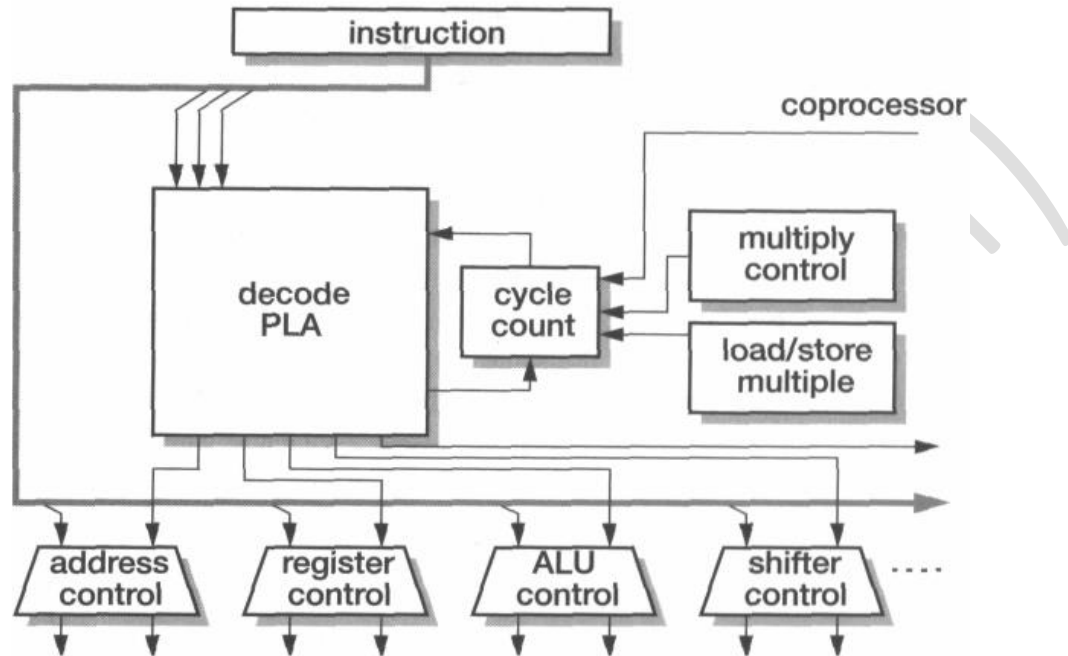 instruction
coprocessor
multiply
control
decode
PLA
cycle
count
load/store
multiple
address
control
register
control
ALU
control
shifter
control